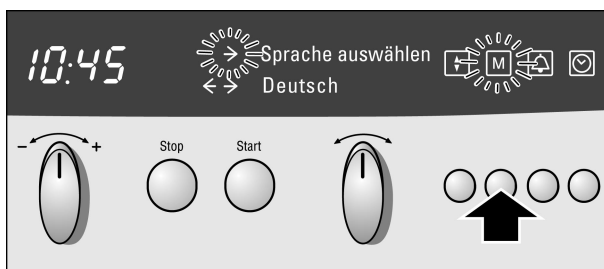 10:45
→ Sprache auswählen
M
← → Deutsch
- +
Stop Start